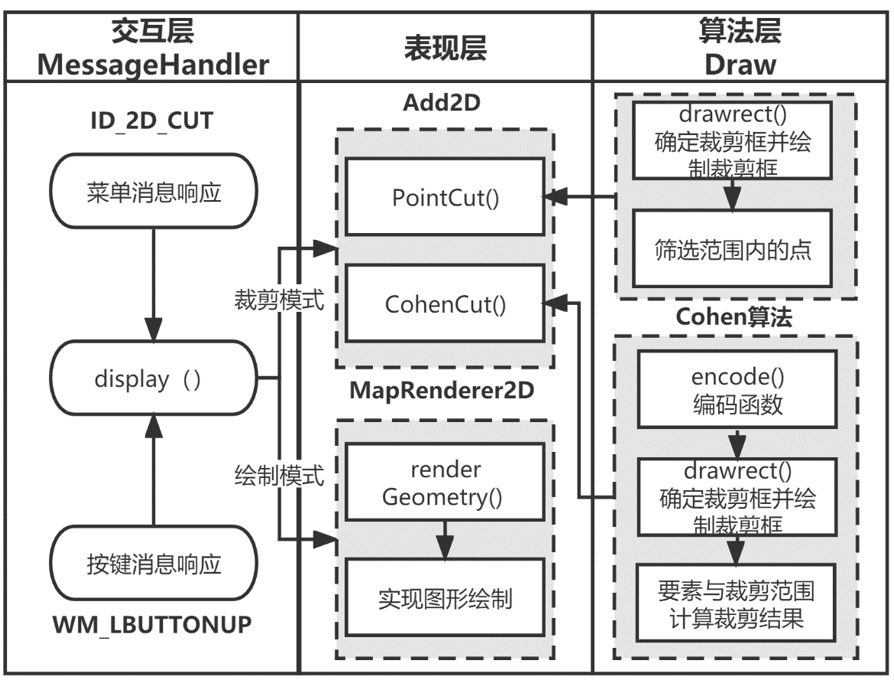 交互层
MessageHandler
表现层
算法层
Draw
ID_2D_CUT
菜单消息响应
display（）
按键消息响应
WM_LBUTTONUP
裁剪模式
绘制模式
Add2D
PointCut()
CohenCut()
MapRenderer2D
render
Geometry()
实现图形绘制
drawrect()
确定裁剪框并绘
制裁剪框
筛选范围内的点
Cohen算法
encode()
编码函数
drawrect()
确定裁剪框并绘
制裁剪框
要素与裁剪范围
计算裁剪结果